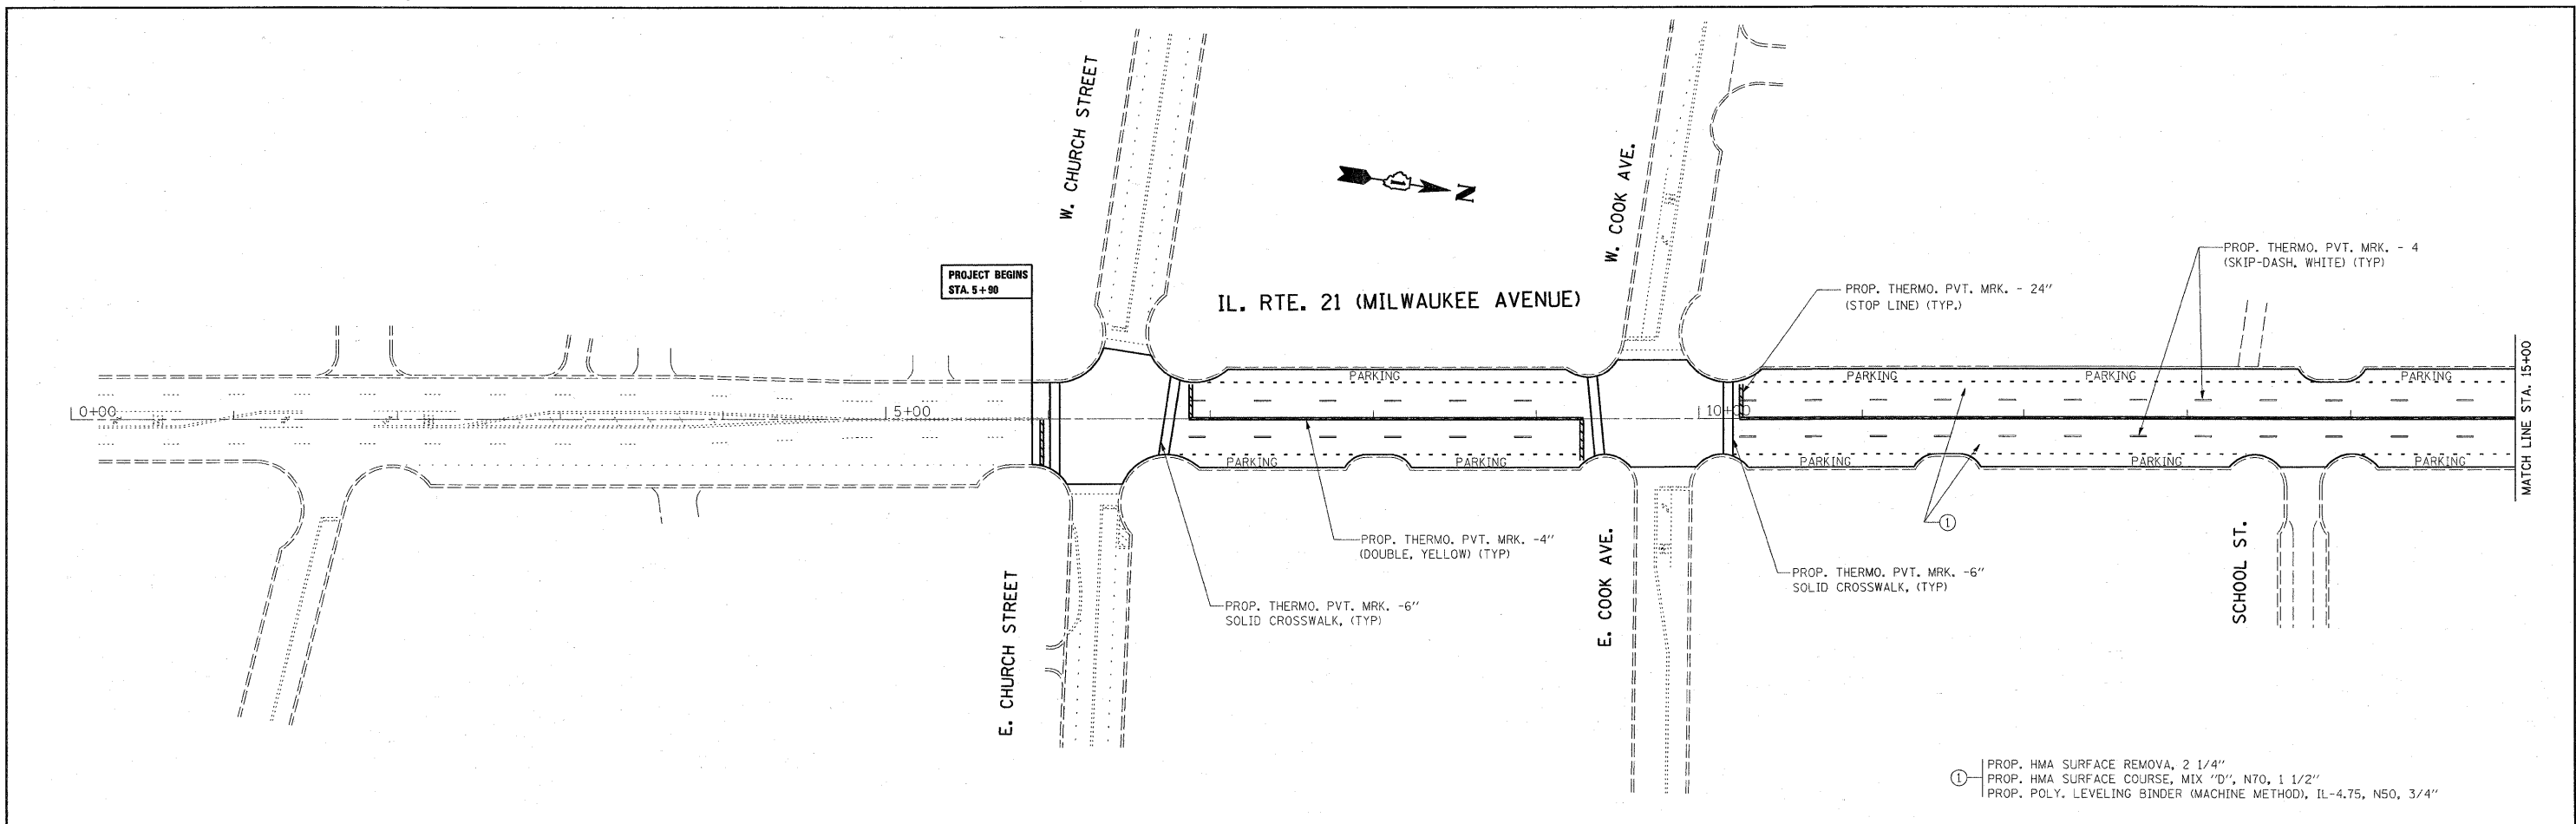 W. CHURCH STREET
W. COOK AVE.
N
PROJECT BEGINS
STA. 5+90
IL. RTE. 21 (MILWAUKEE AVENUE)
PROP. THERMO. PVT. MRK. - 24"
(STOP LINE) (TYP.)
PROP. THERMO. PVT. MRK. - 4
(SKIP-DASH, WHITE) (TYP)
PARKING
PARKING
PARKING
PARKING
0+00
5+00
10+00
MATCH LINE STA. 15+00
PARKING
PARKING
PARKING
PARKING
PARKING
1
PROP. THERMO. PVT. MRK. -4"
(DOUBLE, YELLOW) (TYP)
PROP. THERMO. PVT. MRK. -6"
SOLID CROSSWALK, (TYP)
PROP. THERMO. PVT. MRK. -6"
SOLID CROSSWALK, (TYP)
E. CHURCH STREET
E. COOK AVE.
SCHOOL ST.
1
PROP. HMA SURFACE REMOVA, 2 1/4"
PROP. HMA SURFACE COURSE, MIX "D", N70, 1 1/2"
PROP. POLY. LEVELING BINDER (MACHINE METHOD), IL-4.75, N50, 3/4"